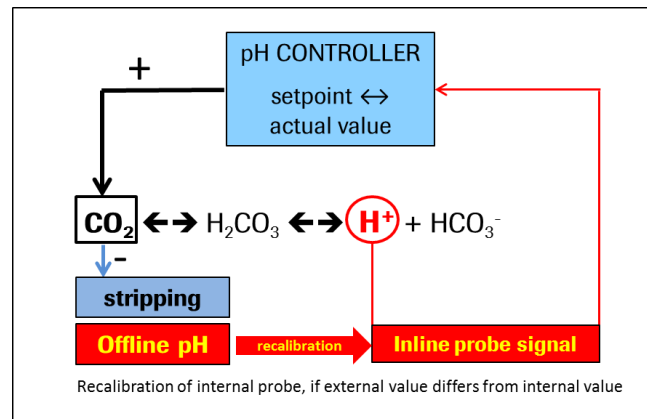 pH CONTROLLER
setpoint ↔
actual value
+
CO₂ ↔ H₂CO₃ ↔ H⁺ + HCO₃⁻
-
stripping
Offline pH
recalibration
Inline probe signal
Recalibration of internal probe, if external value differs from internal value